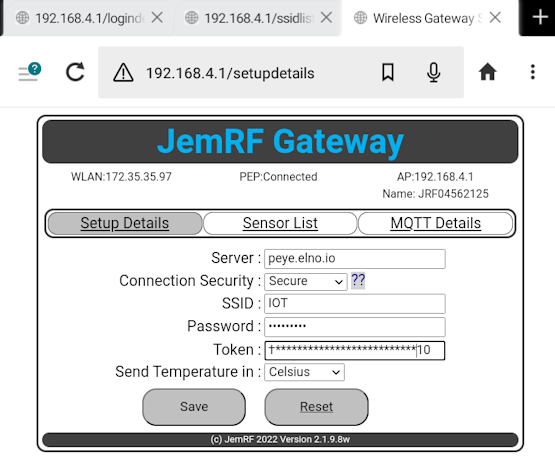 192.168.4.1/logind
192.168.4.1/ssidlist
Wireless Gateway S
?
192.168.4.1/setupdetails
JemRF Gateway
WLAN:172.35.35.97
PEP:Connected
AP:192.168.4.1
Name: JRF04562125
Setup Details
Sensor List
MQTT Details
Server : peye.elno.io
Connection Security : Secure ??
SSID : IOT
Password : •••••••••
Token : †**************************10
Send Temperature in : Celsius
Save
Reset
(c) JemRF 2022 Version 2.1.9.8w